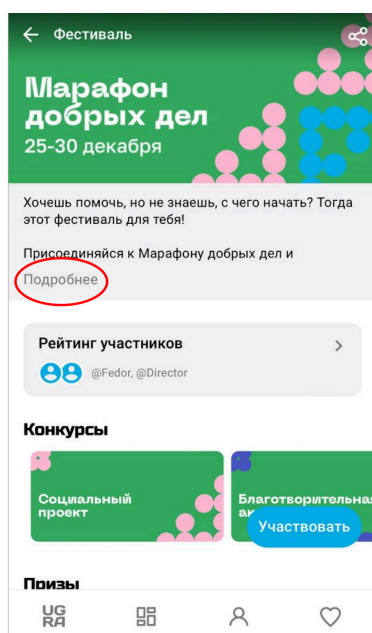 Фестиваль
Марафон
добрых дел
25-30 декабря
Хочешь помочь, но не знаешь, с чего начать? Тогда
этот фестиваль для тебя!
Присоединяйся к Марафону добрых дел и
Подробнее
Рейтинг участников
@Fedor, @Director
Конкурсы
Социальный
проект
Благотворительная
Участвовать
Призы
UG
RA